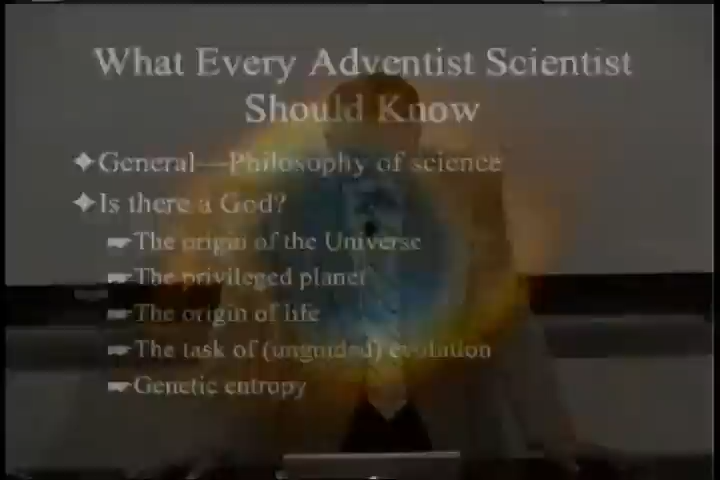 What Every Adventist Scientist
Should Know
✦General—Philosophy of science
✦Is there a God?
☛The origin of the Universe
☛The privileged planet
☛The origin of life
☛The task of (unguided) evolution
☛Genetic entropy